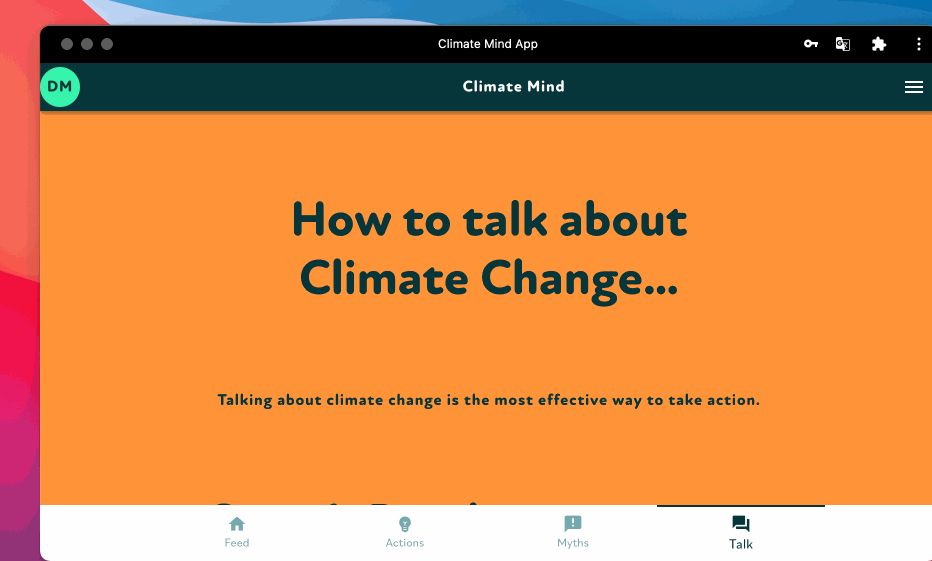 Climate Mind App
DM
Climate Mind
How to talk about
Climate Change...
Talking about climate change is the most effective way to take action.
Feed
Actions
Myths
Talk